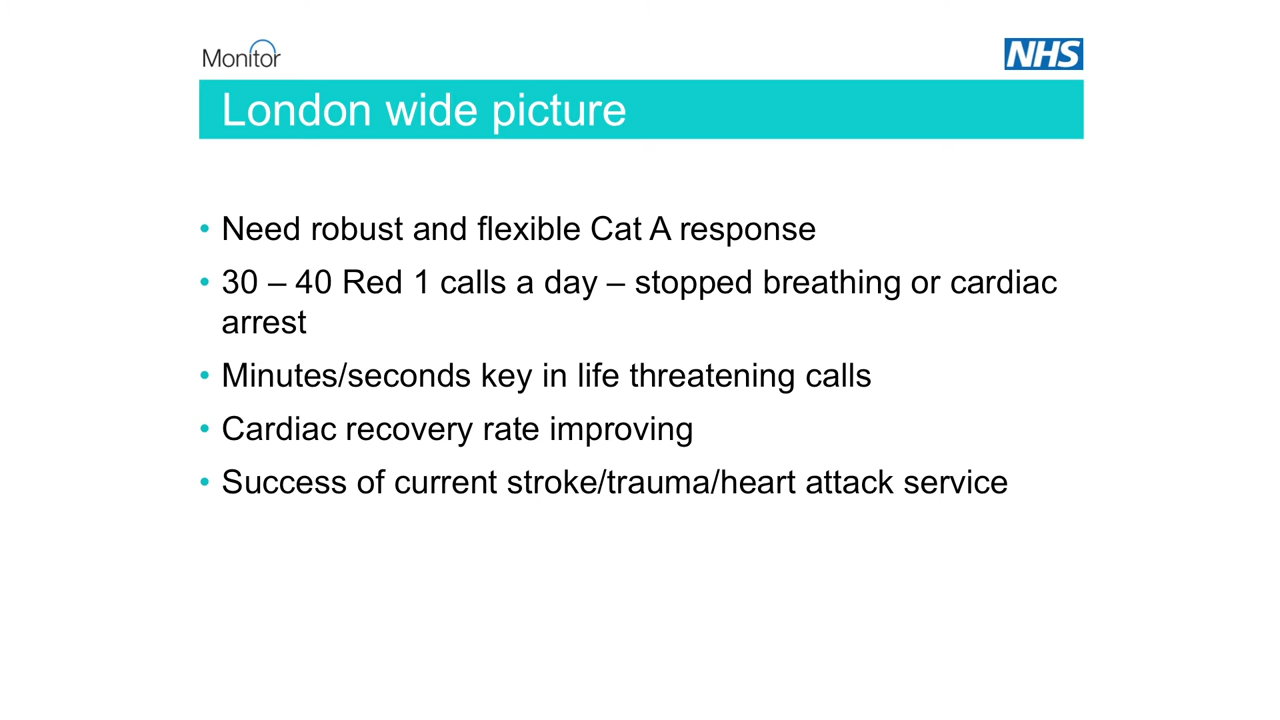 Monitor
NHS
London wide picture
• Need robust and flexible Cat A response
• 30 – 40 Red 1 calls a day – stopped breathing or cardiac
arrest
• Minutes/seconds key in life threatening calls
• Cardiac recovery rate improving
• Success of current stroke/trauma/heart attack service